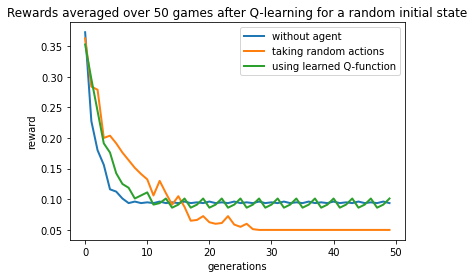 Rewards averaged over 50 games after Q-learning for a random initial state
without agent
taking random actions
using learned Q-function
reward
0.35
0.30
0.25
0.20
0.15
0.10
0.05
0 10 20 30 40 50
generations